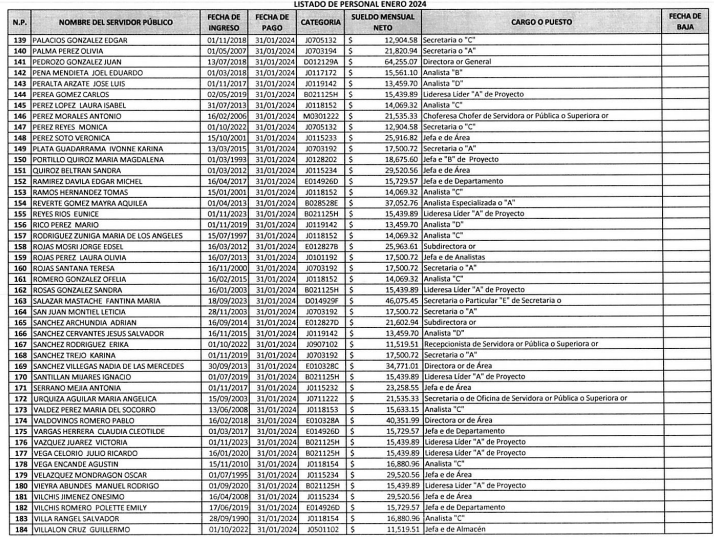 LISTADO DE PERSONAL ENERO 2024
N.P. NOMBRE DEL SERVIDOR PÚBLICO FECHA DE INGRESO FECHA DE PAGO CATEGORIA SUELDO MENSUAL NETO CARGO O PUESTO FECHA DE BAJA
139 PALACIOS GONZALEZ EDGAR 01/11/2018 31/01/2024 J0705132 $ 12,904.58 Secretaria o "C"
140 PALMA PEREZ OLIVIA 01/05/2007 31/01/2024 J0703194 $ 21,820.94 Secretaria o "A"
141 PEDROZO GONZALEZ JUAN 13/07/2018 31/01/2024 D012129A $ 64,255.07 Directora or General
142 PENA MENDIETA JOEL EDUARDO 01/03/2018 31/01/2024 J0117172 $ 15,561.10 Analista "B"
143 PERALTA ARZATE JOSE LUIS 01/11/2017 31/01/2024 J0119142 $ 13,459.70 Analista "D"
144 PEREA GOMEZ CARLOS 02/05/2019 31/01/2024 B021125H $ 15,439.89 Lideresa Líder "A" de Proyecto
145 PEREZ LOPEZ LAURA ISABEL 31/07/2013 31/01/2024 J0118152 $ 14,069.32 Analista "C"
146 PEREZ MORALES ANTONIO 16/02/2006 31/01/2024 M0301222 $ 21,535.33 Choferesa Chofer de Servidora or Pública o Superiora or
147 PEREZ REYES MONICA 01/10/2022 31/01/2024 J0705132 $ 12,904.58 Secretaria o "C"
148 PEREZ SOTO VERONICA 15/10/2001 31/01/2024 J0115233 $ 25,916.82 Jefa e de Área
149 PLATA GUADARRAMA IVONNE KARINA 13/03/2015 31/01/2024 J0703192 $ 17,500.72 Secretaria o "A"
150 PORTILLO QUIROZ MARIA MAGDALENA 01/03/1993 31/01/2024 J0128202 $ 18,675.60 Jefa e "B" de Proyecto
151 QUIROZ BELTRAN SANDRA 01/03/2012 31/01/2024 J0115234 $ 29,520.56 Jefa e de Área
152 RAMIREZ DAVILA EDGAR MICHEL 16/04/2017 31/01/2024 E014926D $ 15,729.57 Jefa e de Departamento
153 RAMOS HERNANDEZ TOMAS 15/01/2001 31/01/2024 J0118152 $ 14,069.32 Analista "C"
154 REVERTE GOMEZ MAYRA AQUILEA 01/04/2013 31/01/2024 B028528E $ 37,052.76 Analista Especializada o "A"
155 REYES RIOS EUNICE 01/11/2023 31/01/2024 B021125H $ 15,439.89 Lideresa Líder "A" de Proyecto
156 RICO PEREZ MARIO 01/11/2019 31/01/2024 J0119142 $ 13,459.70 Analista "D"
157 RODRIGUEZ ZUNIGA MARIA DE LOS ANGELES 15/07/1997 31/01/2024 J0118152 $ 14,069.32 Analista "C"
158 ROJAS MOSRI JORGE EDSEL 16/03/2012 31/01/2024 E012827B $ 25,963.61 Subdirectora or
159 ROJAS PEREZ LAURA OLIVIA 16/07/2013 31/01/2024 J0101192 $ 17,500.72 Jefa e de Analistas
160 ROJAS SANTANA TERESA 16/11/2000 31/01/2024 J0703192 $ 17,500.72 Secretaria o "A"
161 ROMERO GONZALEZ OFELIA 16/02/2015 31/01/2024 J0118152 $ 14,069.32 Analista "C"
162 ROSAS GONZALEZ SANDRA 16/01/2003 31/01/2024 B021125H $ 15,439.89 Lideresa Líder "A" de Proyecto
163 SALAZAR MASTACHE FANTINA MARIA 18/09/2023 31/01/2024 D014929F $ 46,075.45 Secretaria o Particular "E" de Secretaria o
164 SAN JUAN MONTIEL LETICIA 28/11/2003 31/01/2024 J0703192 $ 17,500.72 Secretaria o "A"
165 SANCHEZ ARCHUNDIA ADRIAN 16/09/2014 31/01/2024 E012827D $ 21,602.94 Subdirectora or
166 SANCHEZ CERVANTES JESUS SALVADOR 16/11/2015 31/01/2024 J0119142 $ 13,459.70 Analista "D"
167 SANCHEZ RODRIGUEZ ERIKA 01/10/2022 31/01/2024 J0907102 $ 11,519.51 Recepcionista de Servidora or Pública o Superiora or
168 SANCHEZ TREJO KARINA 01/11/2019 31/01/2024 J0703192 $ 17,500.72 Secretaria o "A"
169 SANCHEZ VILLEGAS NADIA DE LAS MERCEDES 30/09/2013 31/01/2024 E010328C $ 34,771.01 Directora or de Área
170 SANTILLAN MIJARES IGNACIO 01/07/2019 31/01/2024 B021125H $ 15,439.89 Lideresa Líder "A" de Proyecto
171 SERRANO MEJIA ANTONIA 01/11/2017 31/01/2024 J0115232 $ 23,258.55 Jefa e de Área
172 URQUIZA AGUILAR MARIA ANGELICA 15/09/2003 31/01/2024 J0711222 $ 21,535.33 Secretaria o de Oficina de Servidora or Pública o Superiora or
173 VALDEZ PEREZ MARIA DEL SOCORRO 13/06/2008 31/01/2024 J0118153 $ 15,633.15 Analista "C"
174 VALDOVINOS ROMERO PABLO 16/02/2018 31/01/2024 E010328A $ 40,351.99 Directora or de Área
175 VARGAS HERRERA CLAUDIA CLEOTILDE 01/03/2017 31/01/2024 E014926D $ 15,729.57 Jefa e de Departamento
176 VAZQUEZ JUAREZ VICTORIA 01/11/2023 31/01/2024 B021125H $ 15,439.89 Lideresa Líder "A" de Proyecto
177 VEGA CELORIO JULIO RICARDO 16/01/2020 31/01/2024 B021125H $ 15,439.89 Lideresa Líder "A" de Proyecto
178 VEGA ENCANDE AGUSTIN 15/11/2010 31/01/2024 J0118154 $ 16,880.96 Analista "C"
179 VELAZQUEZ MONDRAGON OSCAR 01/07/1995 31/01/2024 J0115234 $ 29,520.56 Jefa e de Área
180 VIEYRA ABUNDES MANUEL RODRIGO 01/09/2020 31/01/2024 B021125H $ 15,439.89 Lideresa Líder "A" de Proyecto
181 VILCHIS JIMENEZ ONESIMO 16/04/2008 31/01/2024 J0115234 $ 29,520.56 Jefa e de Área
182 VILCHIS ROMERO POLETTE EMILY 17/06/2019 31/01/2024 E014926D $ 15,729.57 Jefa e de Departamento
183 VILLA RANGEL SALVADOR 28/09/1990 31/01/2024 J0118154 $ 16,880.96 Analista "C"
184 VILLALON CRUZ GUILLERMO 01/10/2022 31/01/2024 J0501102 $ 11,519.51 Jefa e de Almacén